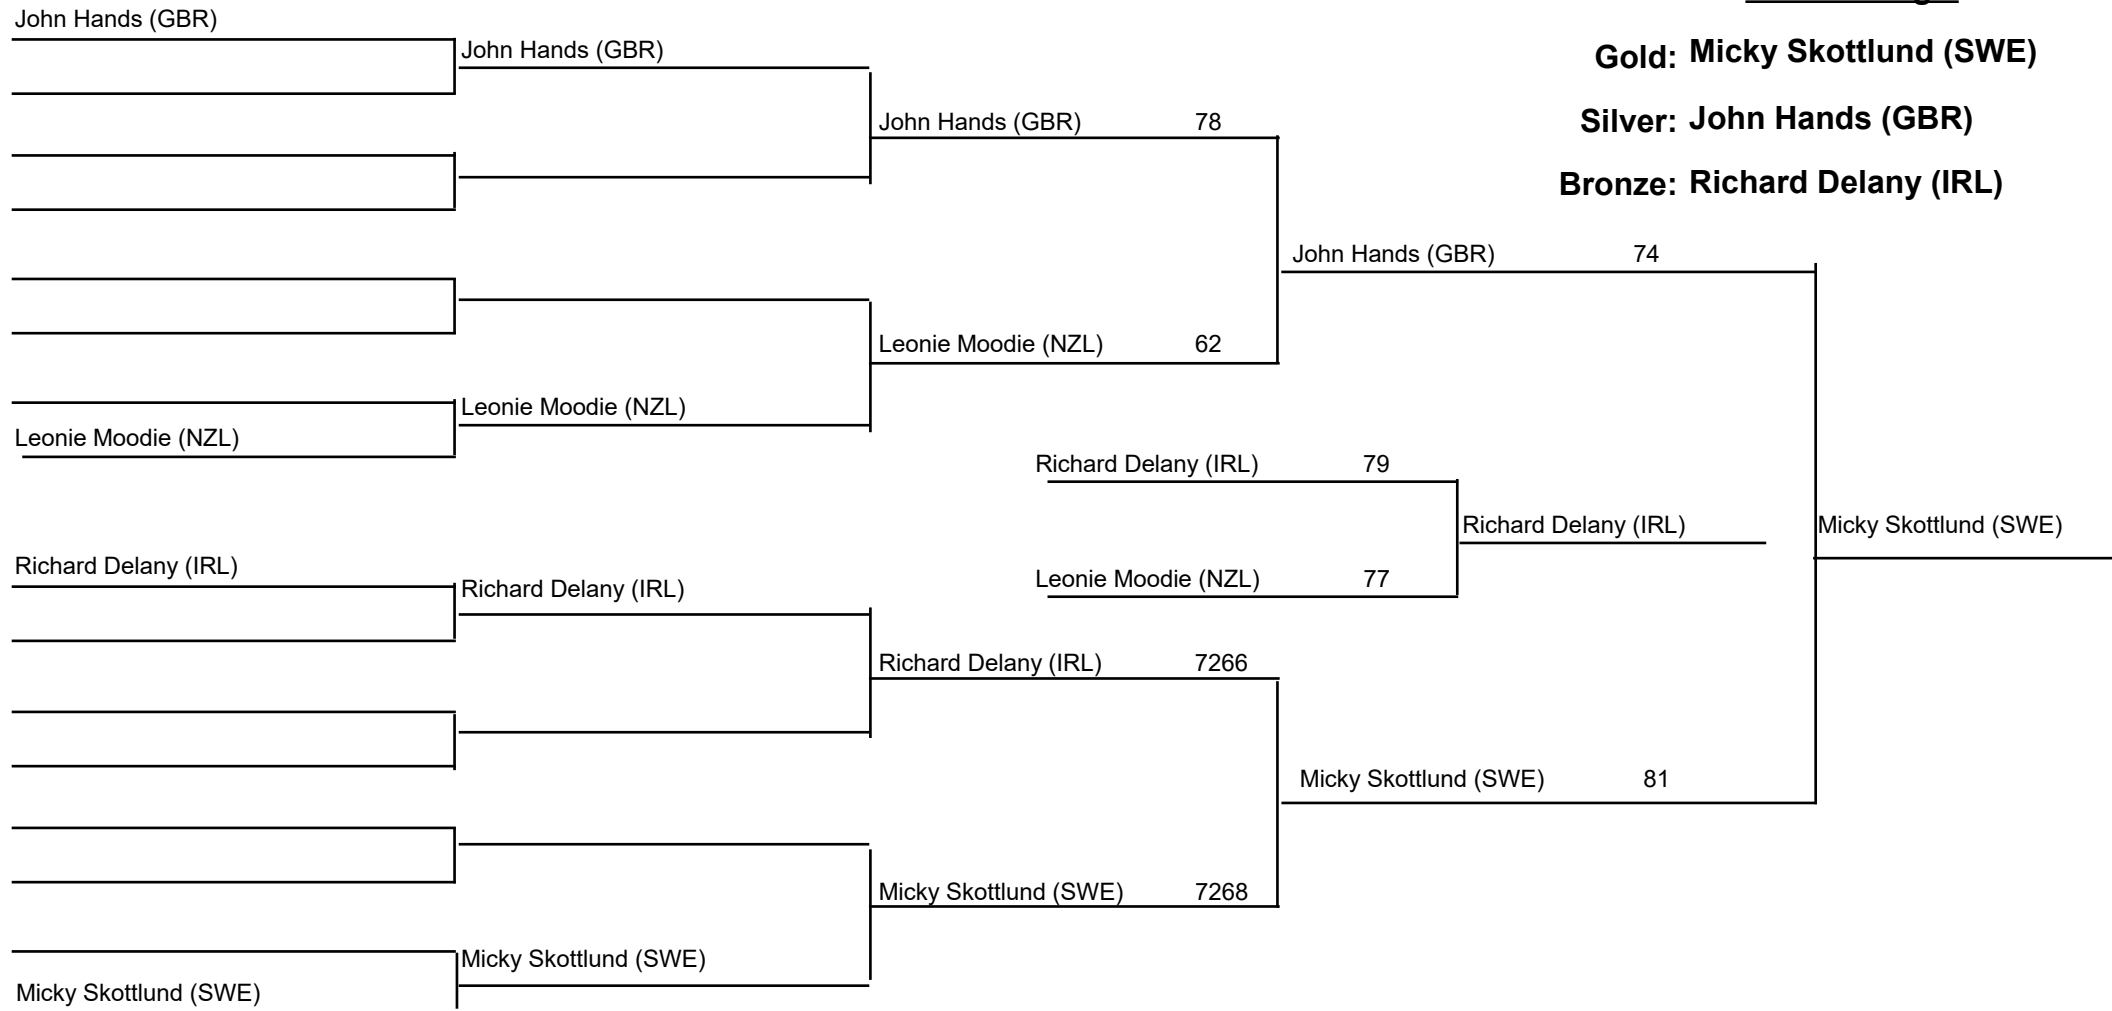 John Hands (GBR)
John Hands (GBR)
Gold: Micky Skottlund (SWE)
John Hands (GBR) 78
Silver: John Hands (GBR)
Bronze: Richard Delany (IRL)
John Hands (GBR) 74
Leonie Moodie (NZL) 62
Leonie Moodie (NZL)
Leonie Moodie (NZL)
Richard Delany (IRL) 79
Richard Delany (IRL)
Micky Skottlund (SWE)
Richard Delany (IRL)
Richard Delany (IRL)
Leonie Moodie (NZL) 77
Richard Delany (IRL) 7266
Micky Skottlund (SWE) 81
Micky Skottlund (SWE) 7268
Micky Skottlund (SWE)
Micky Skottlund (SWE)